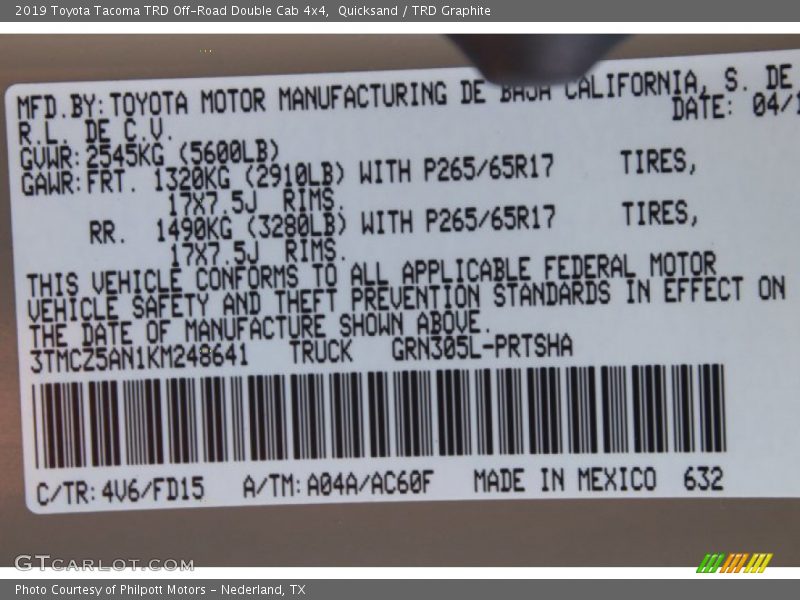 2019 Toyota Tacoma TRD Off-Road Double Cab 4x4, Quicksand / TRD Graphite
MFD.BY: TOYOTA MOTOR MANUFACTURING DE BAJA CALIFORNIA, S. DE
R.L. DE C.V. DATE: 04/1
GVWR: 2545KG (5600LB)
GAWR: FRT. 1320KG (2910LB) WITH P265/65R17 TIRES,
17X7.5J RIMS.
RR. 1490KG (3280LB) WITH P265/65R17 TIRES,
17X7.5J RIMS.
THIS VEHICLE CONFORMS TO ALL APPLICABLE FEDERAL MOTOR
VEHICLE SAFETY AND THEFT PREVENTION STANDARDS IN EFFECT ON
THE DATE OF MANUFACTURE SHOWN ABOVE.
3TMCZ5AN1KM248641 TRUCK GRN305L-PRTSHA
C/TR: 4V6/FD15 A/TM: A04A/AC60F MADE IN MEXICO 632
GTCARLOT.COM
Photo Courtesy of Philpott Motors - Nederland, TX